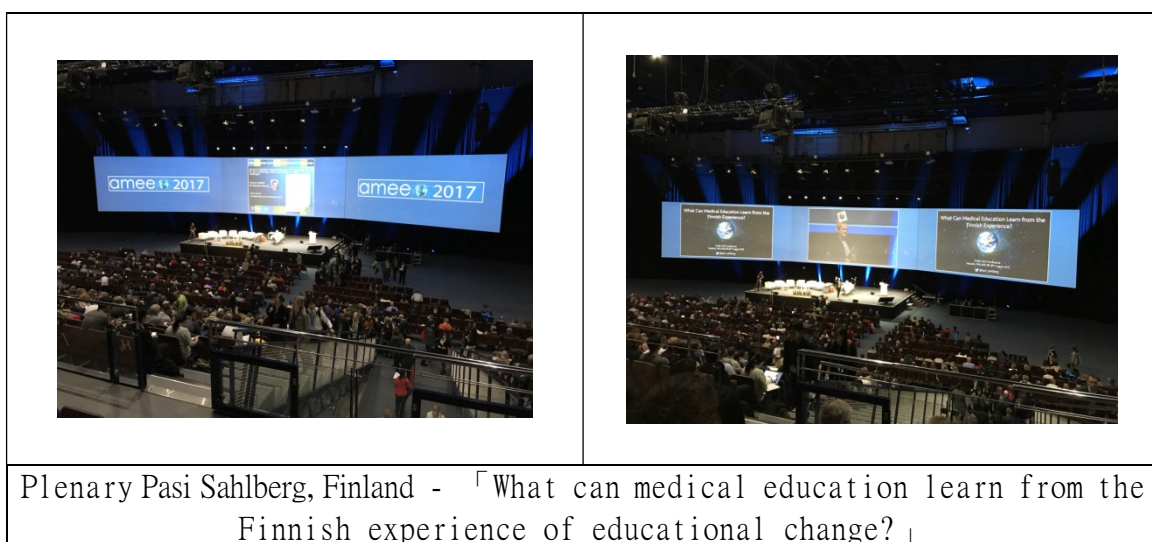 amee 2017
amee 2017
What Can Medical Education Learn from the
Finnish Experience?
What Can Medical Education Learn from the
Finnish Experience?
Plenary Pasi Sahlberg, Finland - 「What can medical education learn from the
Finnish experience of educational change?」